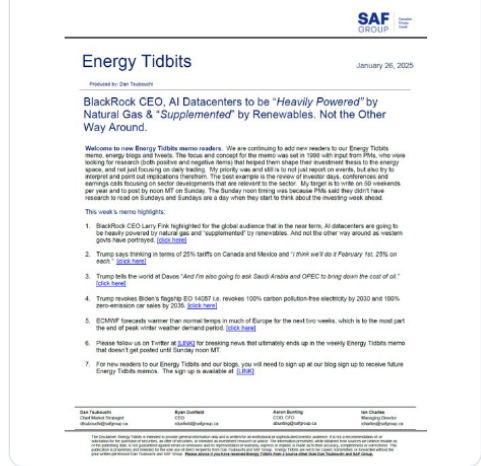 SAF
GROUP
Energy Tidbits
January 26, 2025
Produced by: Dan Tsubouchi
BlackRock CEO, AI Datacenters to be “Heavily Powered” by
Natural Gas & “Supplemented” by Renewables. Not the Other
Way Around.
Welcome to new Energy Tidbits memo readers. We are continuing to add new readers to our Energy Tidbits
memo, energy blogs and tweets. The focus and concept for the memo was set in 1999 with input from PMs, who were
looking for research (both positive and negative items) that helped them shape their investment thesis to the energy
space, and not just focusing on daily trading. My priority was and still is to not just report on events, but also try to
interpret and point out implications therefrom. The best example is the review of investor days, conferences and
earnings calls focusing on sector developments that are relevant to the sector. My target is to write on 50 weekends
per year and to post by noon MT on Sunday. The Sunday noon timing was because PMs said they didn't have
research to read on Sundays and Sundays are a day when they start to think about the investing week ahead.
This week's memo highlights:
1. BlackRock CEO Larry Fink highlighted for the global audience that in the near term, AI datacenters are going
to be heavily powered by natural gas and “supplemented” by renewables. And not the other way around as western
govts have portrayed. [click here]
2. Trump says thinking in terms of 25% tariffs on Canada and Mexico and “I think we'll do it February 1st, 25% on
each.” [click here]
3. Trump tells the world at Davos “And I'm also going to ask Saudi Arabia and OPEC to bring down the cost of oil.”
[click here]
4. Trump revokes Biden's flagship EO 14057 i.e. revokes 100% carbon pollution-free electricity by 2030 and 100%
zero-emission car sales by 2035. [click here]
5. ECMWF forecasts warmer than normal temps in much of Europe for the next two weeks, which is to the most part
the end of peak winter weather demand period. [click here]
6. Please follow us on Twitter at [LINK] for breaking news that ultimately ends up in the weekly Energy Tidbits memo
that doesn't get posted until Sunday noon MT.
7. For new readers to our Energy Tidbits and our blogs, you will need to sign up at our blog sign up to receive future
Energy Tidbits memos. The sign up is available at [LINK]
Dan Tsubouchi Ryan Dunfield Aaron Bunting Ian Charles
Chief Market Strategist CEO COO, CFO Managing Director